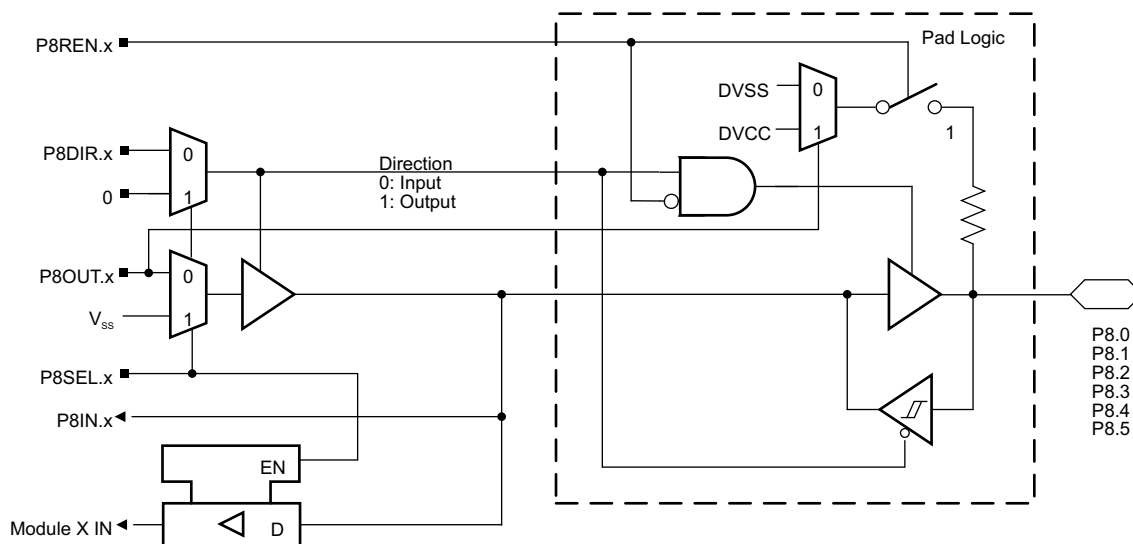 P8REN.x
Pad Logic
DVSS
0
DVCC
1
1
P8DIR.x
0
0
1
Direction
0: Input
1: Output
P8OUT.x
0
VSS
1
P8SEL.x
P8IN.x
EN
Module X IN
D
P8.0
P8.1
P8.2
P8.3
P8.4
P8.5